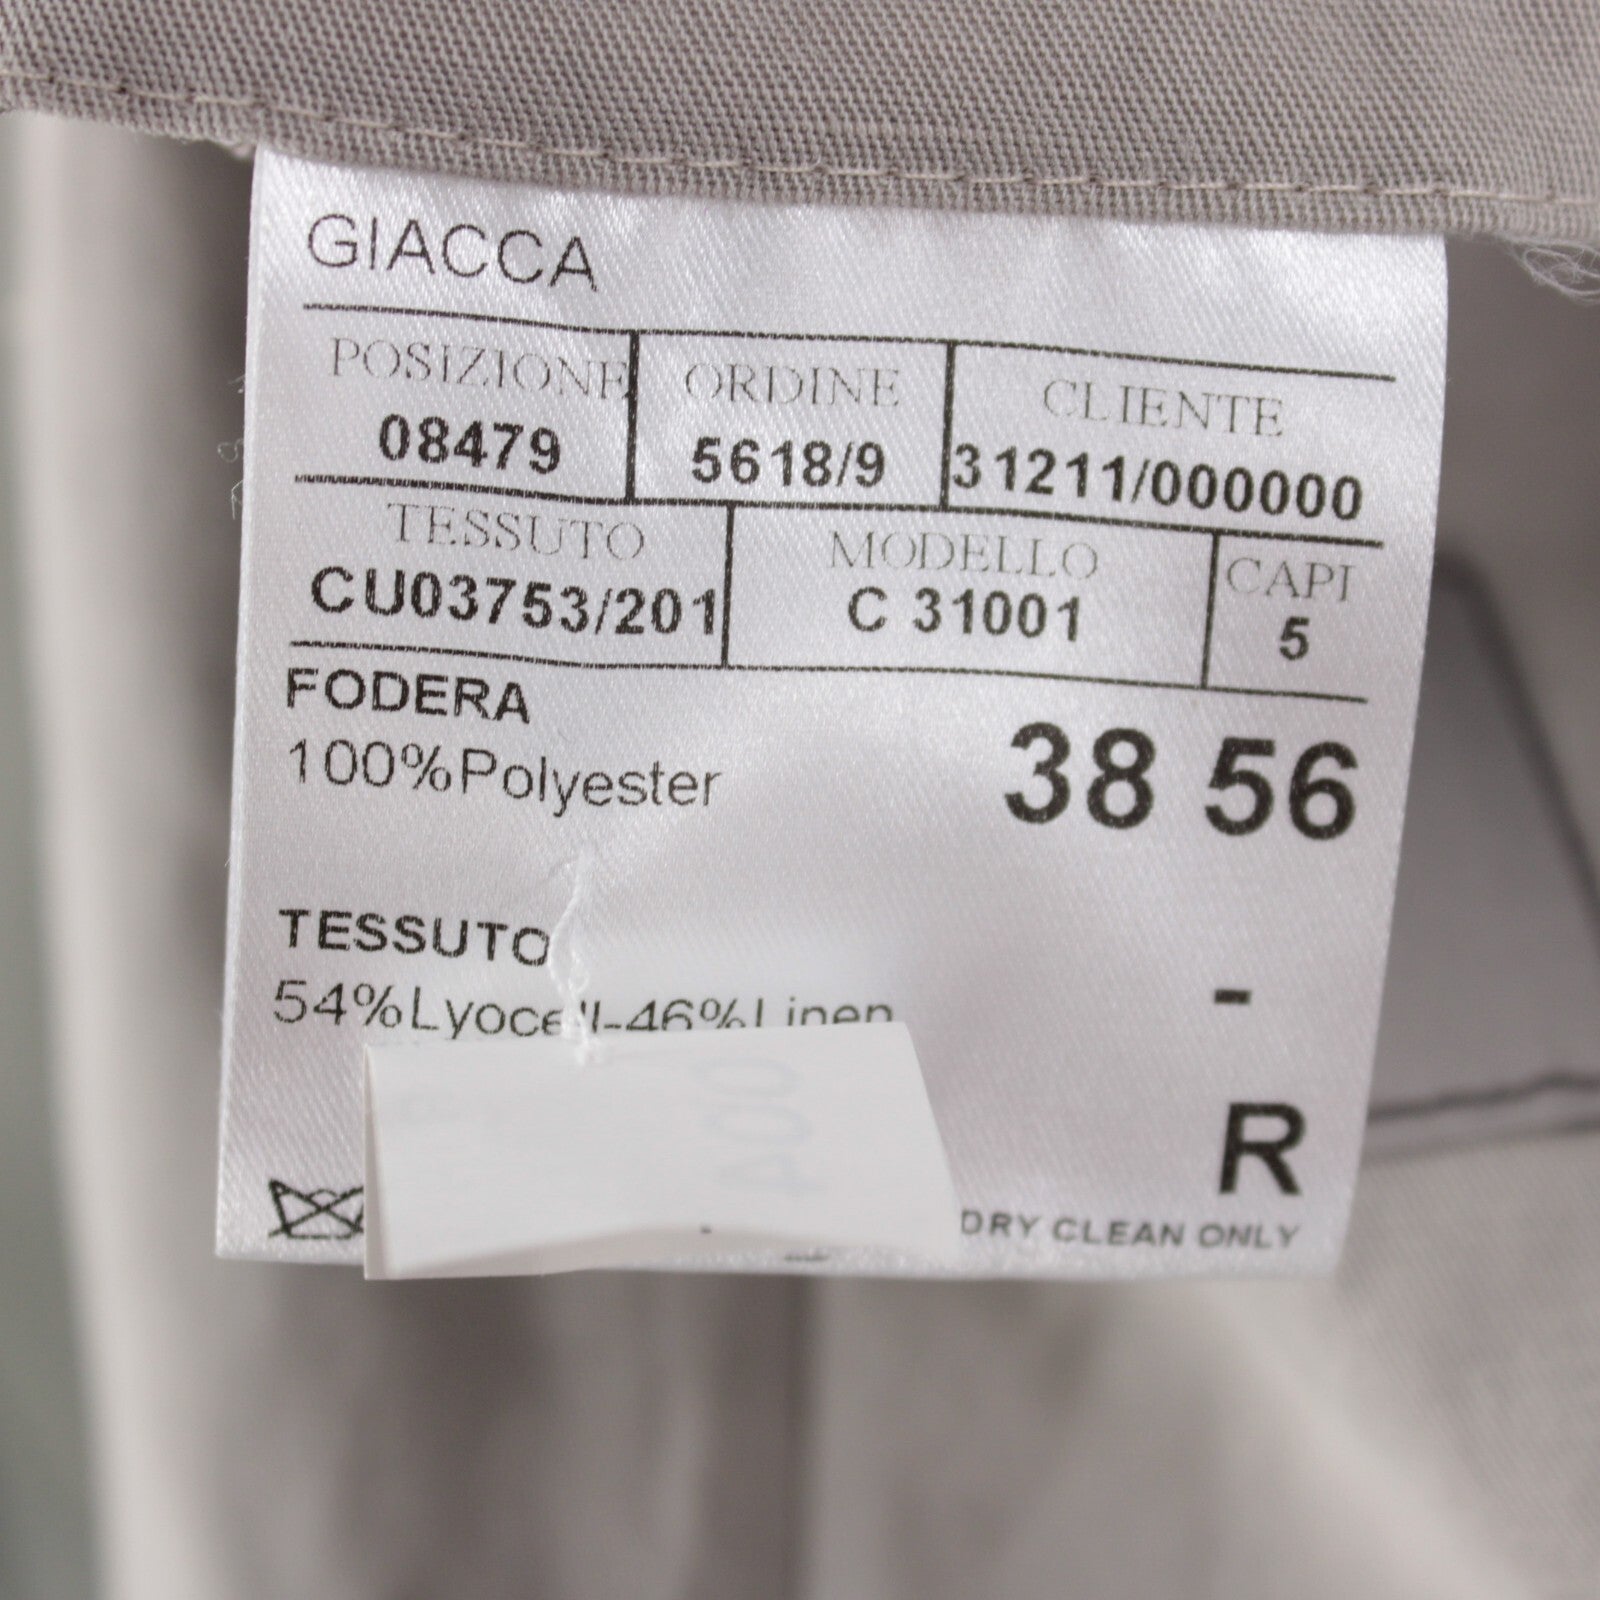 GIACCA
POSIZIONE ORDINE CLIENTE
08479 5618/9 31211/000000
TESSUTO MODELLO CAPI
CU03753/201 C 31001 5
FODERA
100%Polyester
38 56
TESSUTO
54%Lyocell-46%Linen
-
R
DRY CLEAN ONLY